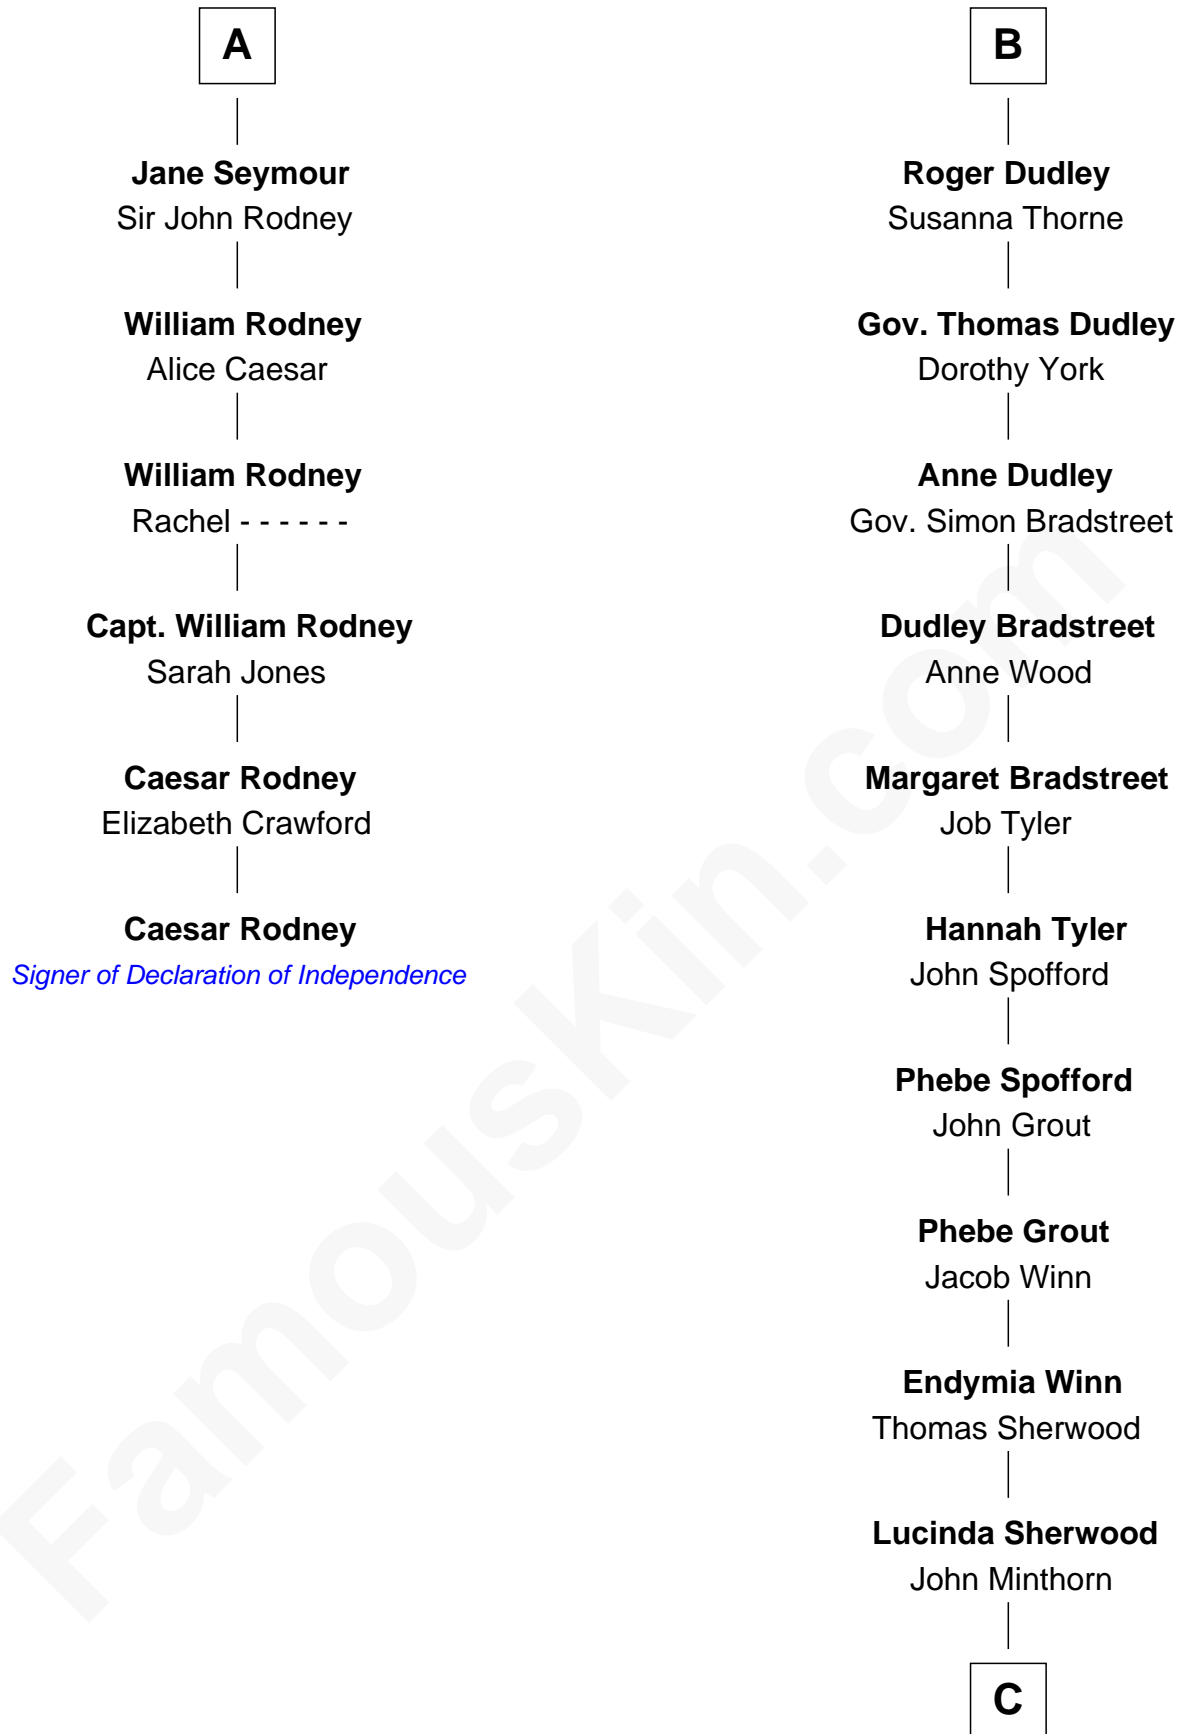 A
Jane Seymour
Sir John Rodney
William Rodney
Alice Caesar
William Rodney
Rachel - - - - - -
Capt. William Rodney
Sarah Jones
Caesar Rodney
Elizabeth Crawford
Caesar Rodney
Signer of Declaration of Independence
B
Roger Dudley
Susanna Thorne
Gov. Thomas Dudley
Dorothy York
Anne Dudley
Gov. Simon Bradstreet
Dudley Bradstreet
Anne Wood
Margaret Bradstreet
Job Tyler
Hannah Tyler
John Spofford
Phebe Spofford
John Grout
Phebe Grout
Jacob Winn
Endymia Winn
Thomas Sherwood
Lucinda Sherwood
John Minthorn
C
FamousKin.com